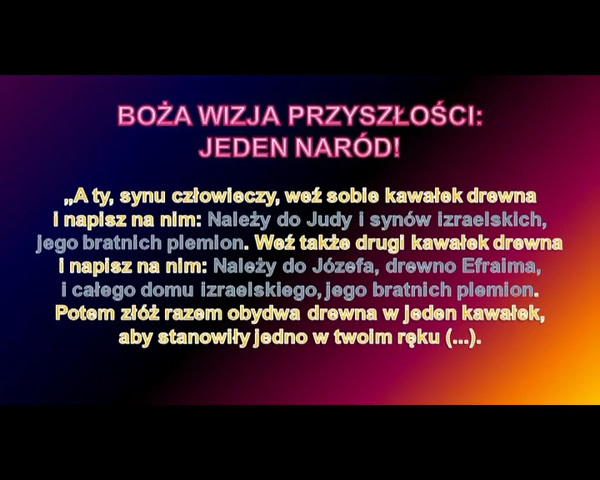 BOŻA WIZJA PRZYSZŁOŚCI:
JEDEN NARÓD!
„A ty, synu człowieczy, weź sobie kawałek drewna
i napisz na nim: Należy do Judy i synów izraelskich,
jego bratnich plemion. Weź także drugi kawałek drewna
i napisz na nim: Należy do Józefa, drewno Efraima,
i całego domu izraelskiego, jego bratnich plemion.
Potem złóż razem obydwa drewna w jeden kawałek,
aby stanowiły jedno w twoim ręku (...).